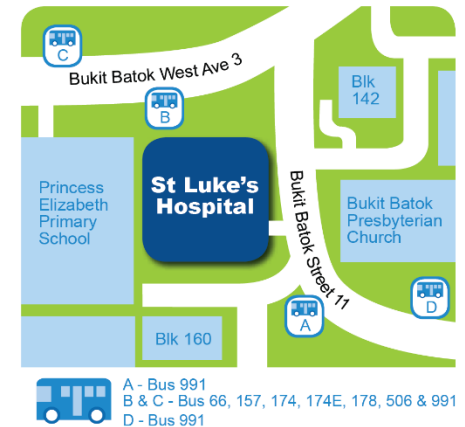 C
Bukit Batok West Ave 3
B
Blk
142
Princess
Elizabeth
Primary
School
St Luke's
Hospital
Bukit Batok Street 11
Bukit Batok
Presbyterian
Church
A
D
Blk 160
A - Bus 991
B & C - Bus 66, 157, 174, 174E, 178, 506 & 991
D - Bus 991